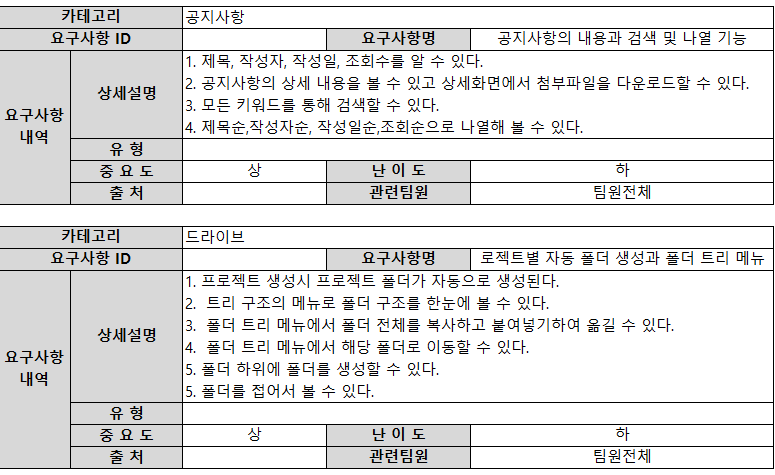 카테고리 공지사항
요구사항 ID 요구사항명 공지사항의 내용과 검색 및 나열 기능
요구사항 내역
상세설명
1. 제목, 작성자, 작성일, 조회수를 알 수 있다.
2. 공지사항의 상세 내용을 볼 수 있고 상세화면에서 첨부파일을 다운로드할 수 있다.
3. 모든 키워드를 통해 검색할 수 있다.
4. 제목순,작성자순, 작성일순,조회순으로 나열해 볼 수 있다.
유 형
중 요 도 상 난 이 도 하
출 처 관련팀원 팀원전체
카테고리 드라이브
요구사항 ID 요구사항명 로젝트별 자동 폴더 생성과 폴더 트리 메뉴
요구사항 내역
상세설명
1. 프로젝트 생성시 프로젝트 폴더가 자동으로 생성된다.
2. 트리 구조의 메뉴로 폴더 구조를 한눈에 볼 수 있다.
3. 폴더 트리 메뉴에서 폴더 전체를 복사하고 붙여넣기하여 옮길 수 있다.
4. 폴더 트리 메뉴에서 해당 폴더로 이동할 수 있다.
5. 폴더 하위에 폴더를 생성할 수 있다.
5. 폴더를 접어서 볼 수 있다.
유 형
중 요 도 상 난 이 도 하
출 처 관련팀원 팀원전체